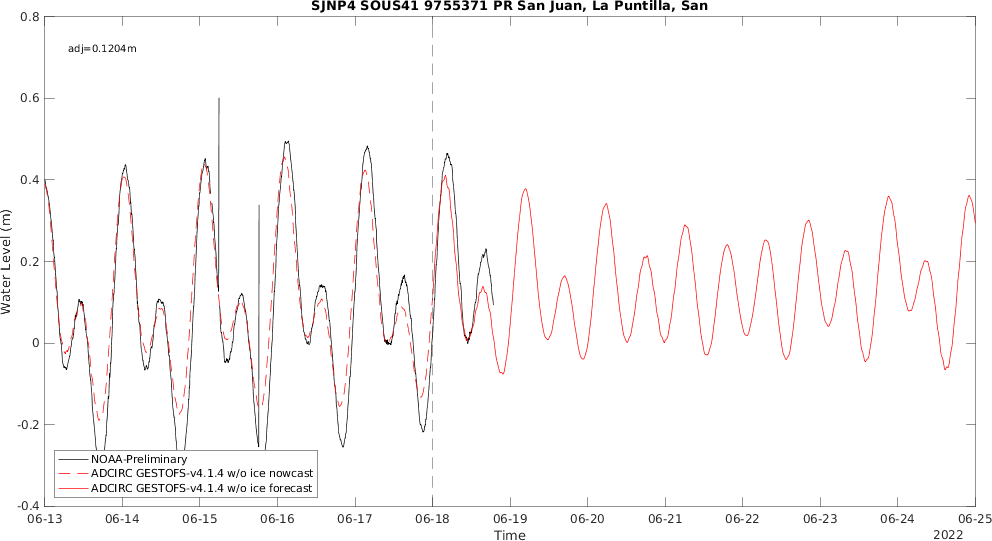 SJNP4 SOUS41 9755371 PR San Juan, La Puntilla, San
adj=0.1204m
Water Level (m)
0.8
0.6
0.4
0.2
0
-0.2
-0.4
NOAA-Preliminary
ADCIRC GESTOFS-v4.1.4 w/o ice nowcast
ADCIRC GESTOFS-v4.1.4 w/o ice forecast
06-13 06-14 06-15 06-16 06-17 06-18 06-19 06-20 06-21 06-22 06-23 06-24 06-25
Time
2022